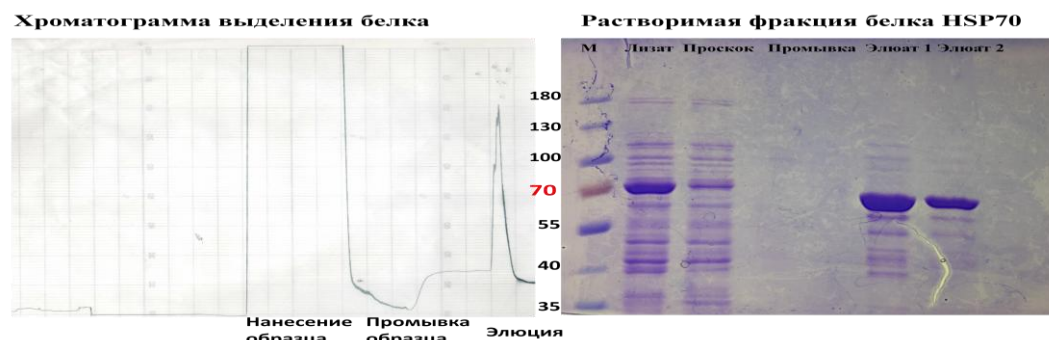 Хроматограмма выделения белка
Нанесение
образца
Промывка
образца
Элюция
Растворимая фракция белка HSP70
М Лизат Проскок Промывка Элюат 1 Элюат 2
180
130
100
70
55
40
35